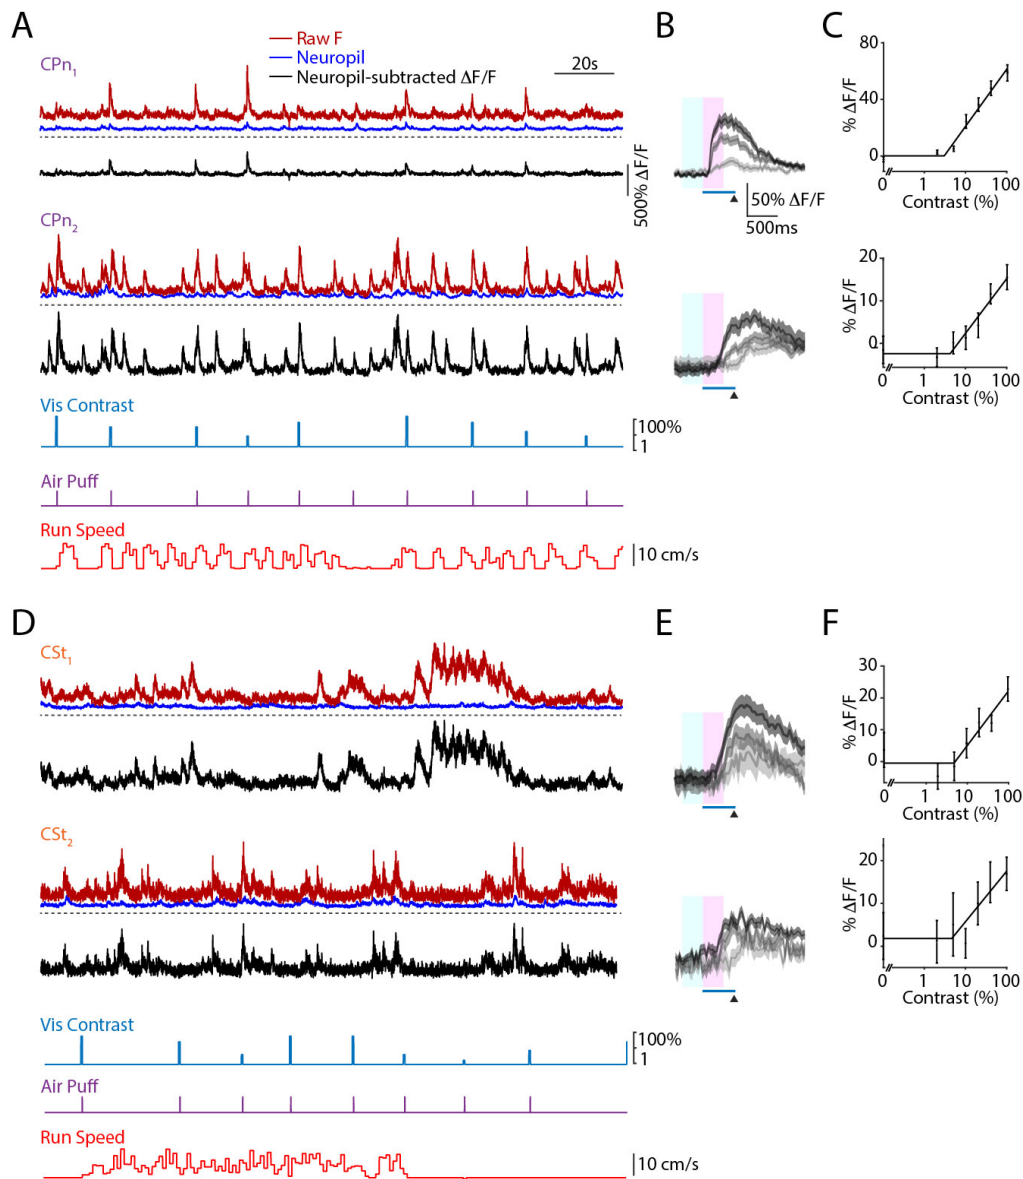 A
Raw F
Neuropil
Neuropil-subtracted ΔF/F
20s
CPn1
500% ΔF/F
CPn2
Vis Contrast
100%
1
Air Puff
Run Speed
10 cm/s
B
50% ΔF/F
500ms
C
80
40
0
% ΔF/F
0 1 10 100
Contrast (%)
20
10
0
% ΔF/F
0 1 10 100
Contrast (%)
D
CSt1
CSt2
Vis Contrast
100%
1
Air Puff
Run Speed
10 cm/s
E
F
30
20
10
0
% ΔF/F
0 1 10 100
Contrast (%)
20
10
0
% ΔF/F
0 1 10 100
Contrast (%)